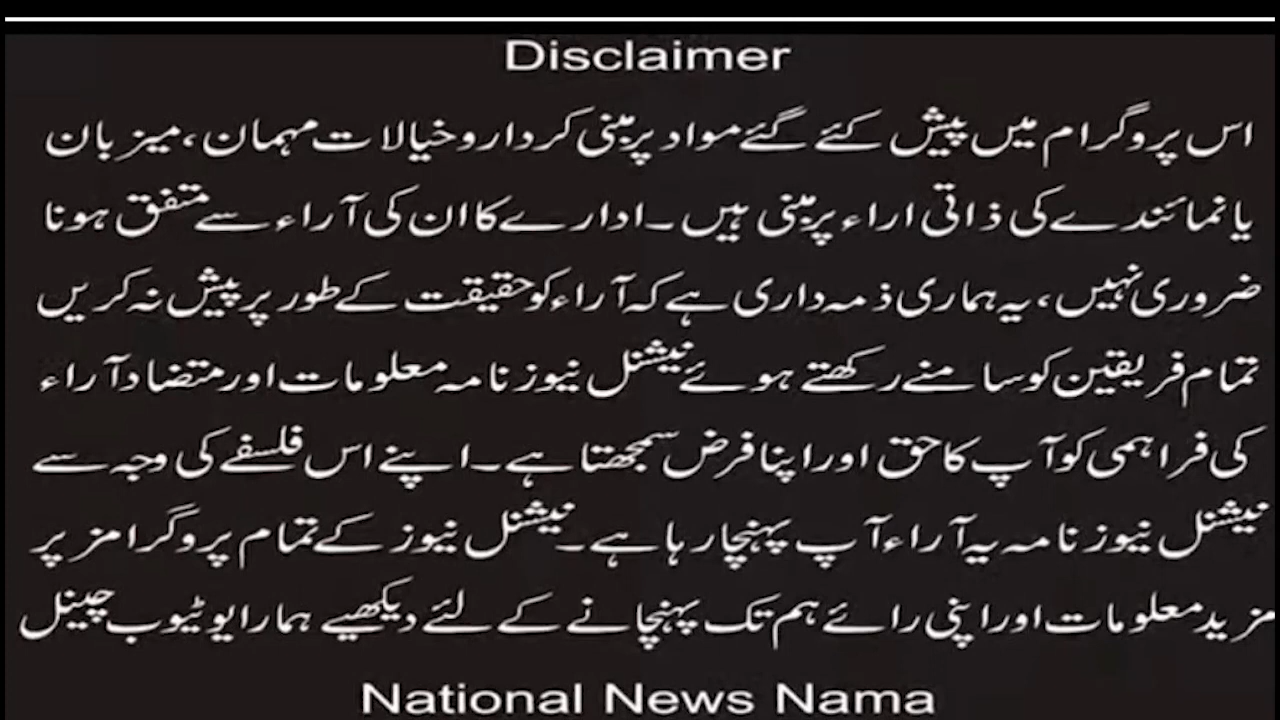 Disclaimer
اس پروگرام میں پیش کئے گئے مواد پر مبنی کردار و خیالات مہمان، میزبان
یا نمائندے کی ذاتی اراء پر مبنی ہیں۔ ادارے کا ان کی آراء سے متفق ہونا
ضروری نہیں، یہ ہماری ذمہ داری ہے کہ آراء کو حقیقت کے طور پر پیش نہ کریں
تمام فریقین کو سامنے رکھتے ہوئے نیشنل نیوز نامہ معلومات اور متضاد آراء
کی فراہمی کو آپ کا حق اور اپنا فرض سمجھتا ہے۔ اپنے اس فلسفے کی وجہ سے
نیشنل نیوز نامہ یہ آراء آپ پہنچا رہا ہے۔ نیشنل نیوز کے تمام پروگرامز پر
مزید معلومات اور اپنی رائے ہم تک پہنچانے کے لئے دیکھیے ہمارا یوٹیوب چینل
National News Nama